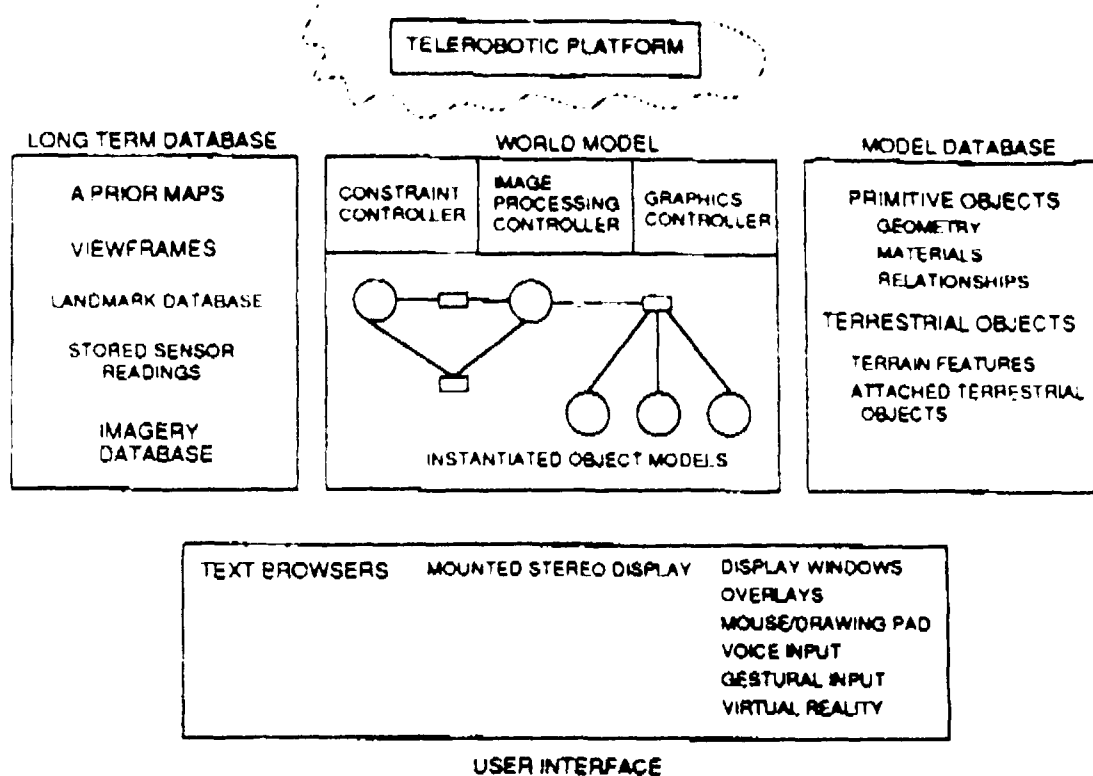 TELEROBOTIC PLATFORM
LONG TERM DATABASE
A PRIOR MAPS
VIEWFRAMES
LANDMARK DATABASE
STORED SENSOR
READINGS
IMAGERY
DATABASE
WORLD MODEL
CONSTRAINT
CONTROLLER
IMAGE
PROCESSING
CONTROLLER
GRAPHICS
CONTROLLER
INSTANTIATED OBJECT MODELS
MODEL DATABASE
PRIMITIVE OBJECTS
GEOMETRY
MATERIALS
RELATIONSHIPS
TERRESTRIAL OBJECTS
TERRAIN FEATURES
ATTACHED TERRESTRIAL
OBJECTS
TEXT BROWSERS
MOUNTED STEREO DISPLAY
DISPLAY WINDOWS
OVERLAYS
MOUSE/DRAWING PAD
VOICE INPUT
GESTURAL INPUT
VIRTUAL REALITY
USER INTERFACE